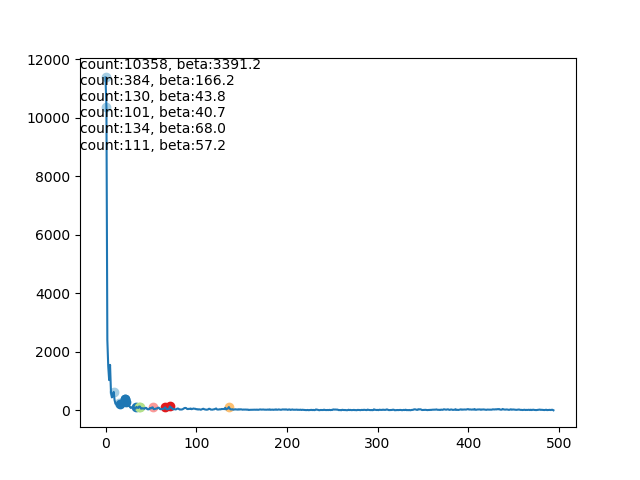 count:10358, beta:3391.2
count:384, beta:166.2
count:130, beta:43.8
count:101, beta:40.7
count:134, beta:68.0
count:111, beta:57.2
12000
10000
8000
6000
4000
2000
0
0 100 200 300 400 500